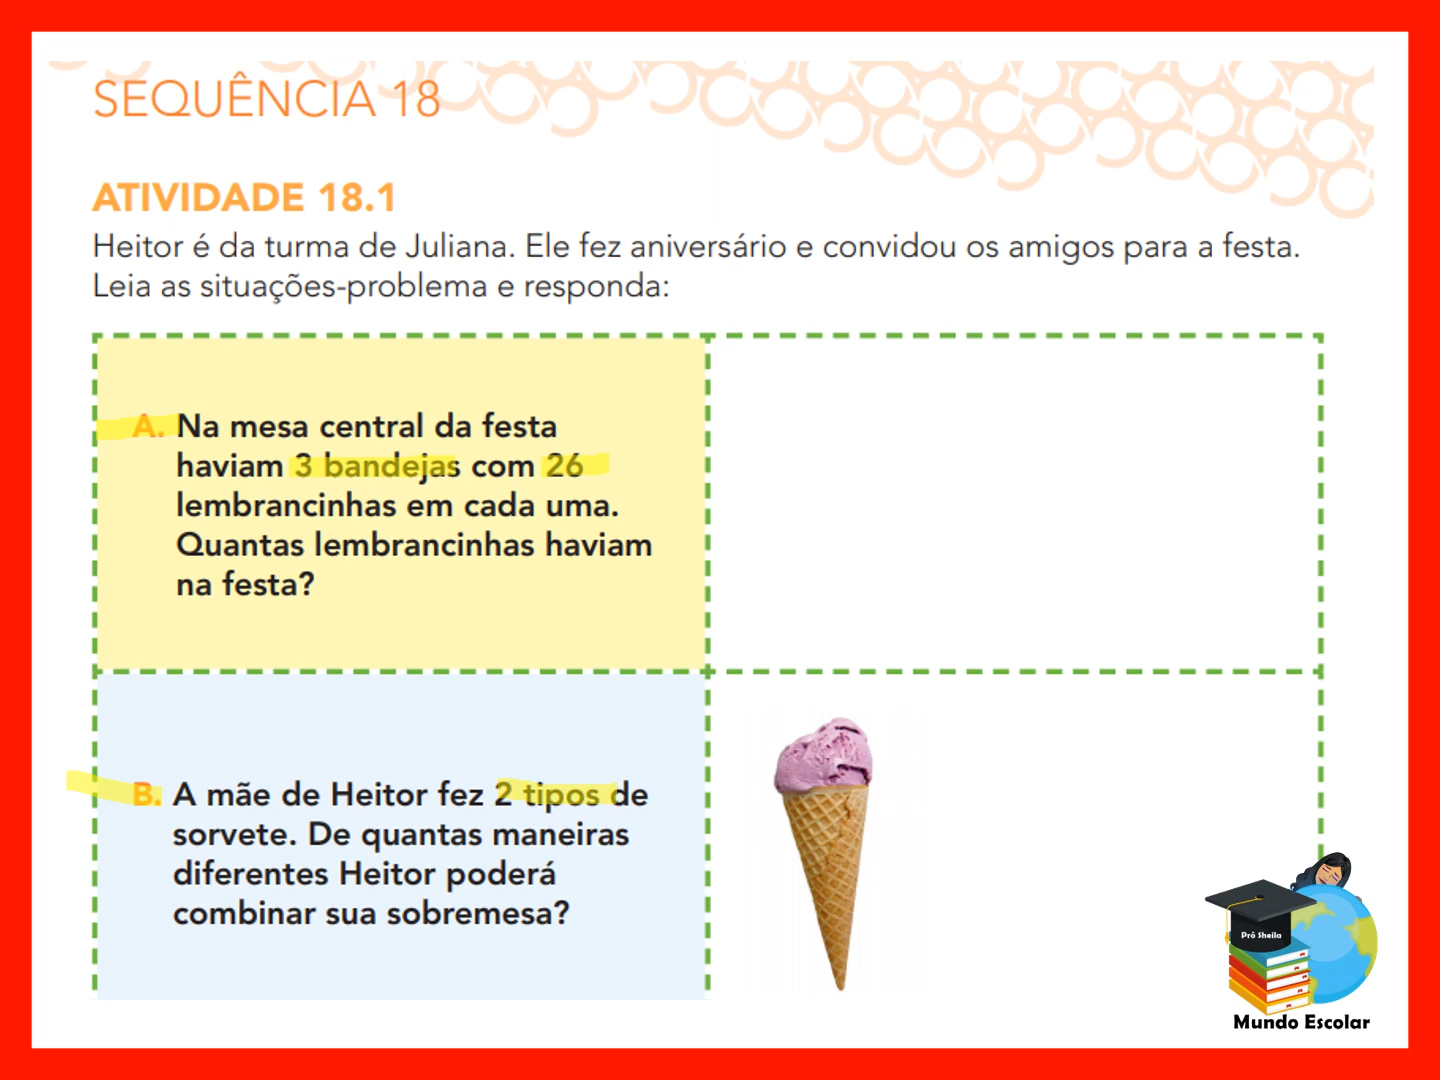 SEQUÊNCIA 18
ATIVIDADE 18.1
Heitor é da turma de Juliana. Ele fez aniversário e convidou os amigos para a festa.
Leia as situações-problema e responda:
A. Na mesa central da festa
haviam 3 bandejas com 26
lembrancinhas em cada uma.
Quantas lembrancinhas haviam
na festa?
B. A mãe de Heitor fez 2 tipos de
sorvete. De quantas maneiras
diferentes Heitor poderá
combinar sua sobremesa?
Prô Sheila
Mundo Escolar